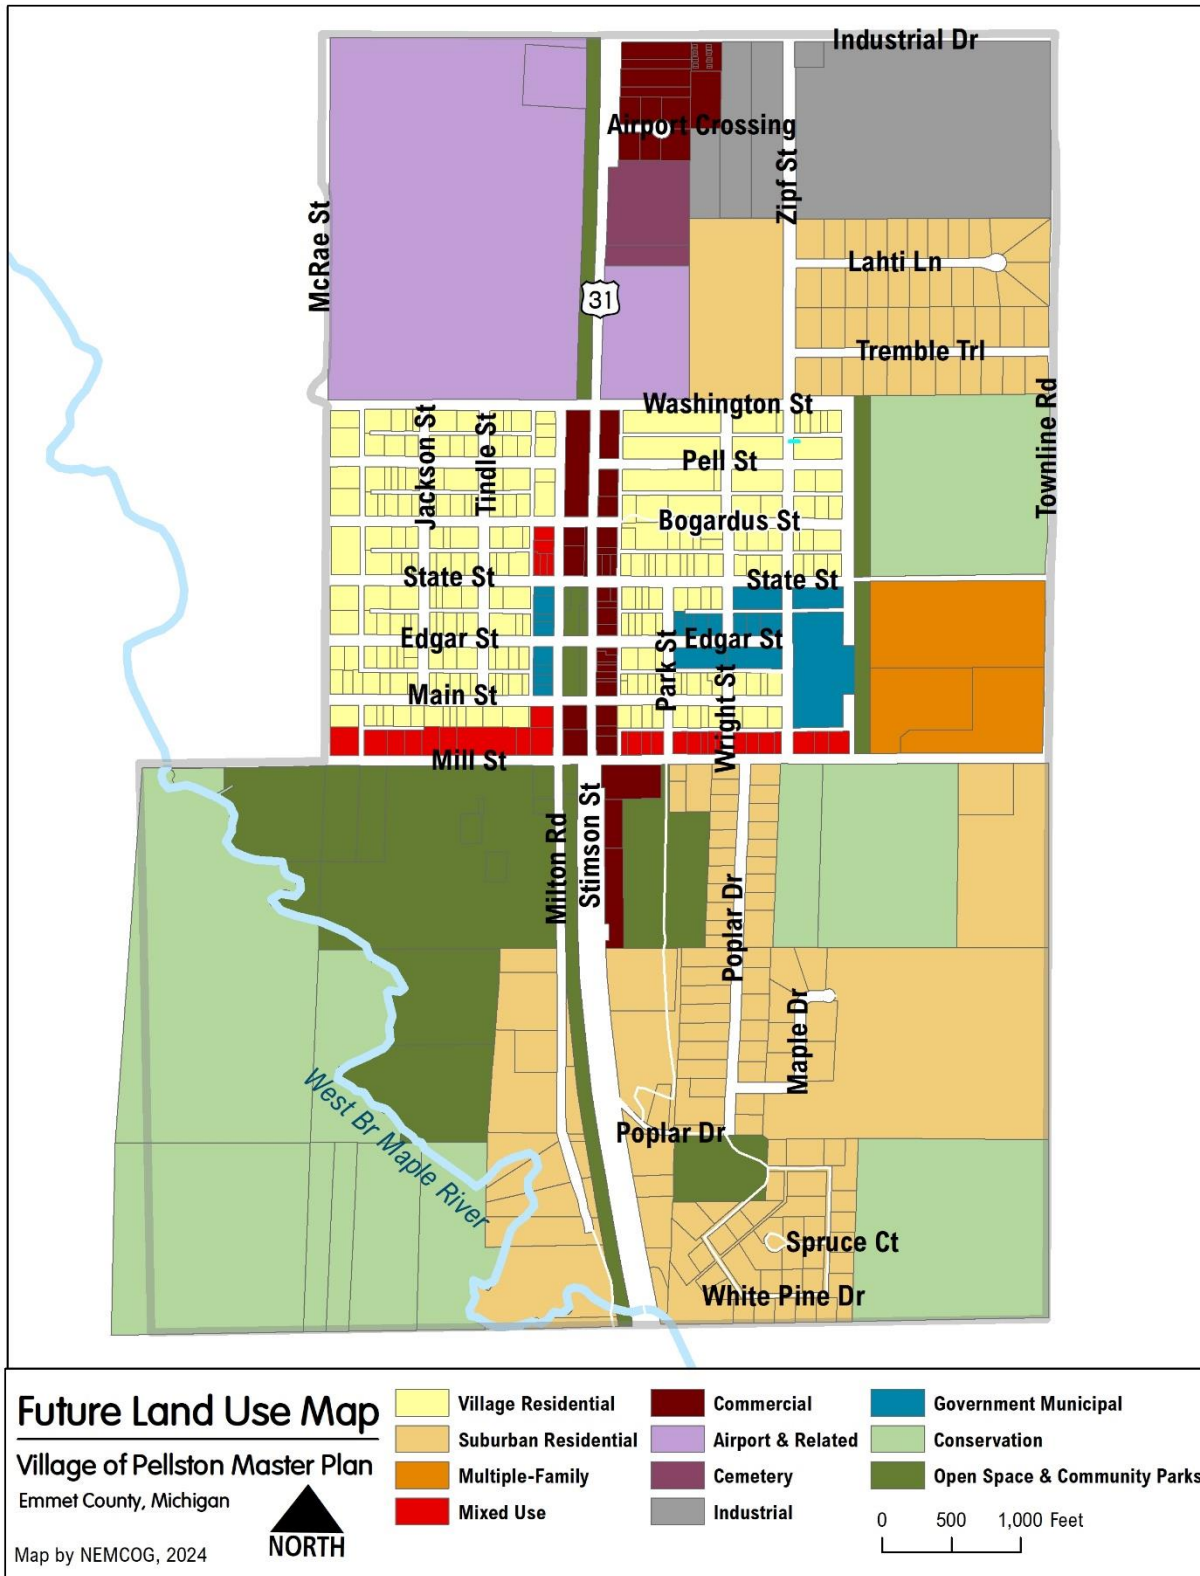 Industrial Dr
Airport Crossing
Zipf St
McRae St
Lahti Ln
31
Tremble Trl
Washington St
Townline Rd
Jackson St
Tindle St
Pell St
Bogardus St
State St
State St
Edgar St
Edgar St
Park St
Main St
Wright St
Mill St
Milton Rd
Stimson St
Poplar Dr
Maple Dr
West Br Maple River
Poplar Dr
Spruce Ct
White Pine Dr
Future Land Use Map
Village of Pellston Master Plan
Emmet County, Michigan
NORTH
Map by NEMCOG, 2024
Village Residential
Suburban Residential
Multiple-Family
Mixed Use
Commercial
Airport & Related
Cemetery
Industrial
Government Municipal
Conservation
Open Space & Community Parks
0 500 1,000 Feet